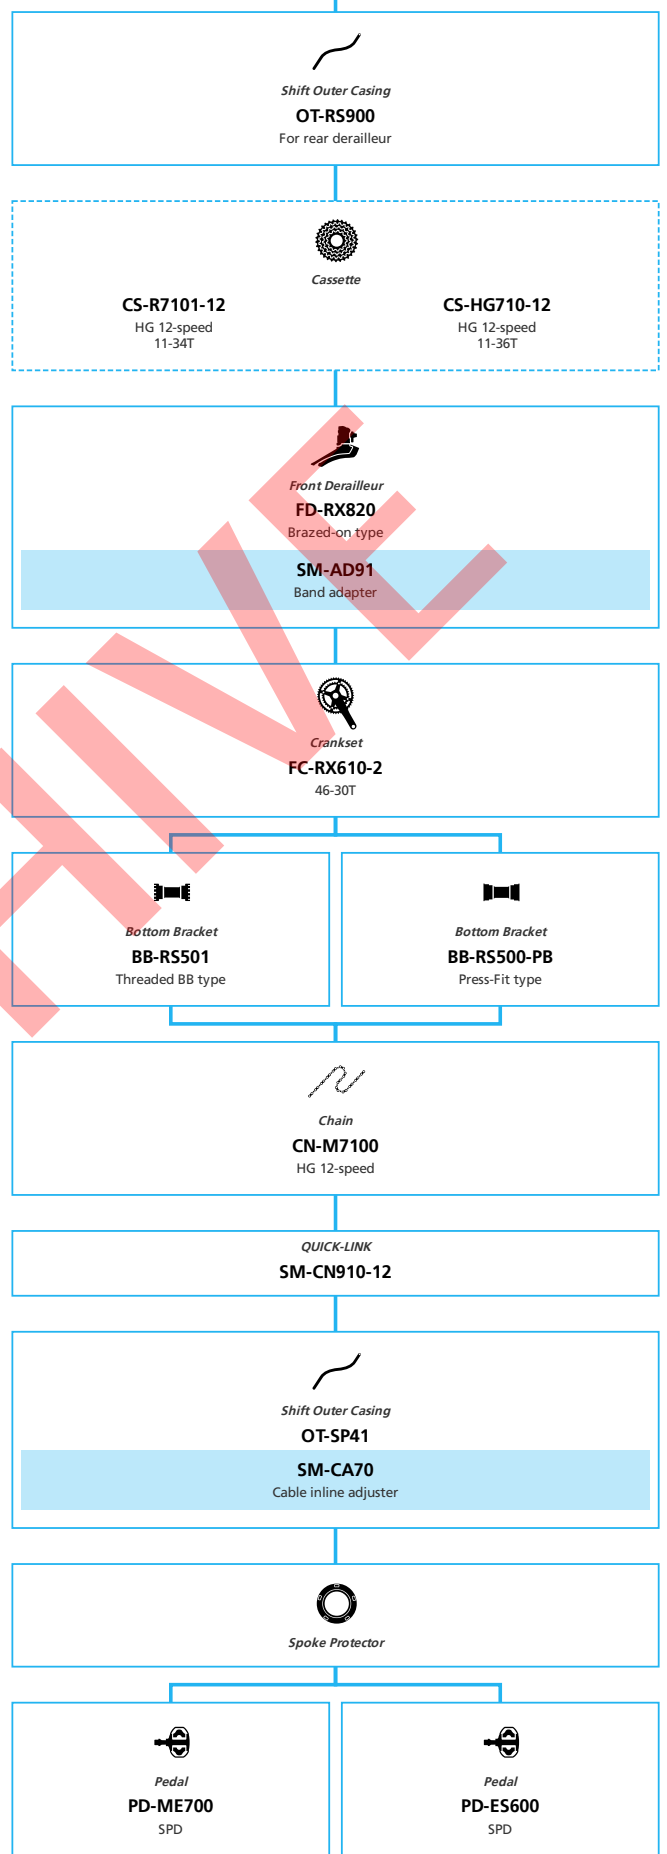 Shift Outer Casing
OT-RS900
For rear derailleur
Cassette
CS-R7101-12
HG 12-speed
11-34T
CS-HG710-12
HG 12-speed
11-36T
Front Derailleur
FD-RX820
Brazed-on type
SM-AD91
Band adapter
Crankset
FC-RX610-2
46-30T
Bottom Bracket
BB-RS501
Threaded BB type
Bottom Bracket
BB-RS500-PB
Press-Fit type
Chain
CN-M7100
HG 12-speed
QUICK-LINK
SM-CN910-12
Shift Outer Casing
OT-SP41
SM-CA70
Cable inline adjuster
Spoke Protector
Pedal
PD-ME700
SPD
Pedal
PD-ES600
SPD
HIVE